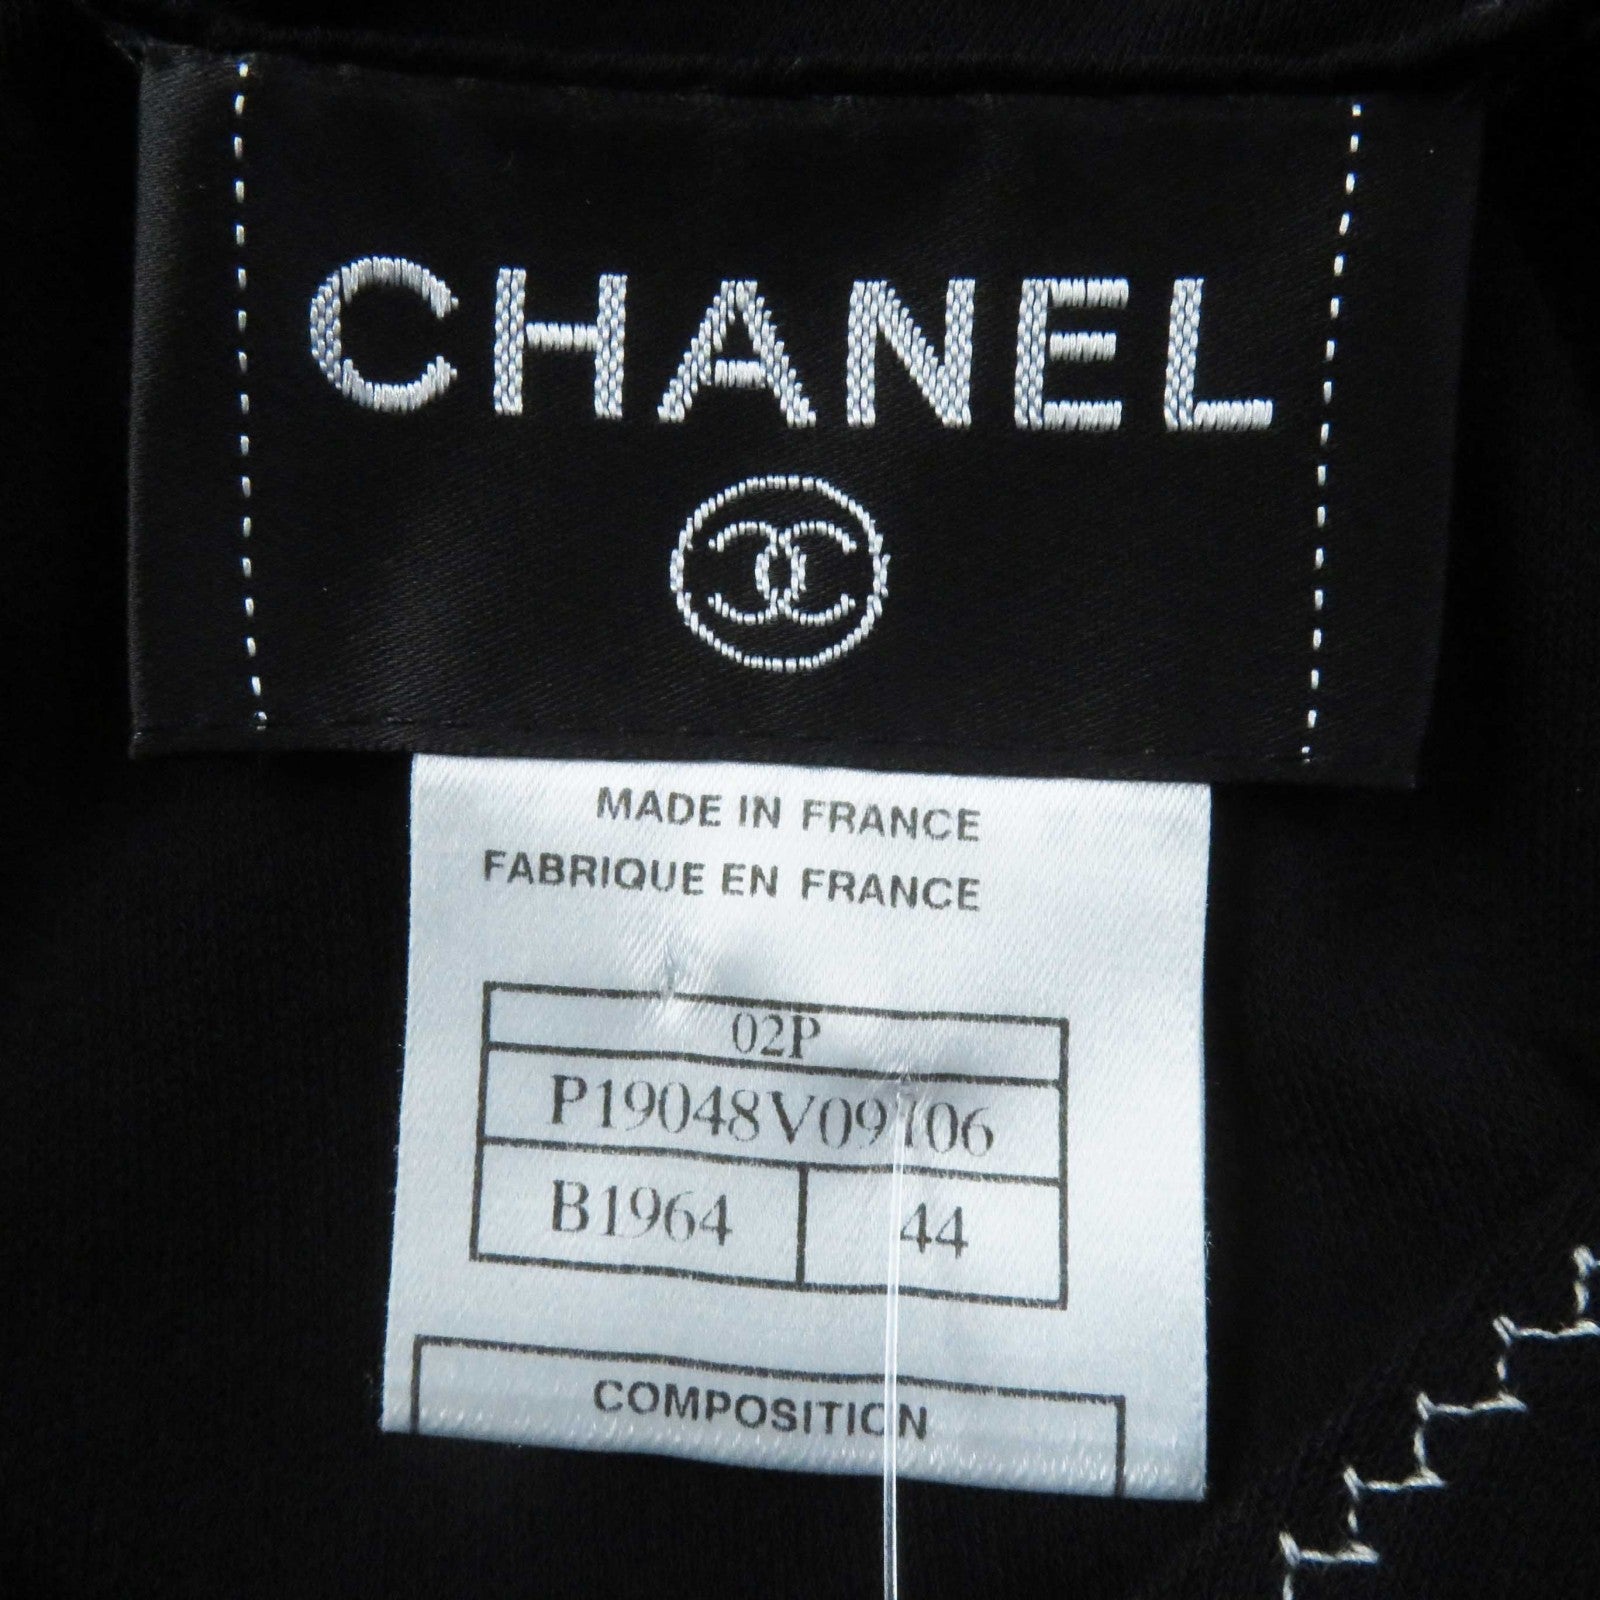 CHANEL
MADE IN FRANCE
FABRIQUE EN FRANCE
02P
P19048V09106
B1964 44
COMPOSITION